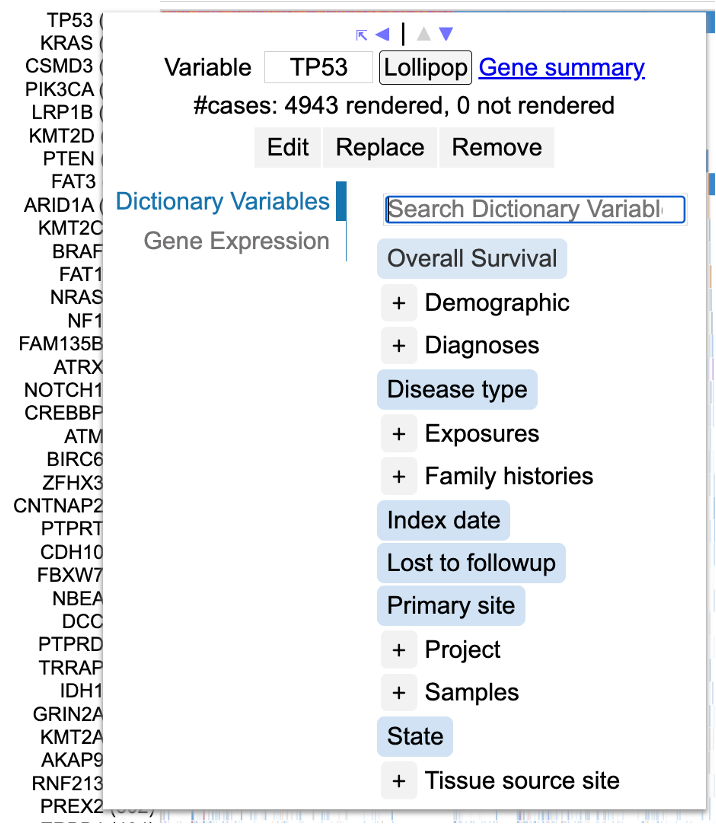 TP53 (
KRAS (
CSMD3 (
PIK3CA (
LRP1B (
KMT2D (
PTEN (
FAT3
ARID1A (
KMT2C
BRAF
FAT1
NRAS
NF1
FAM135B
ATRX
NOTCH1
CREBBP
ATM
BIRC6
ZFHX3
CNTNAP2
PTPRT
CDH10
FBXW7
NBEA
DCC
PTPRD
TRRAP
IDH1
GRIN2A
KMT2A
AKAP9
RNF213
PREX2
Variable TP53 Lollipop Gene summary
#cases: 4943 rendered, 0 not rendered
Edit Replace Remove
Dictionary Variables
Gene Expression
Search Dictionary Variabl
Overall Survival
+ Demographic
+ Diagnoses
Disease type
+ Exposures
+ Family histories
Index date
Lost to followup
Primary site
+ Project
+ Samples
State
+ Tissue source site